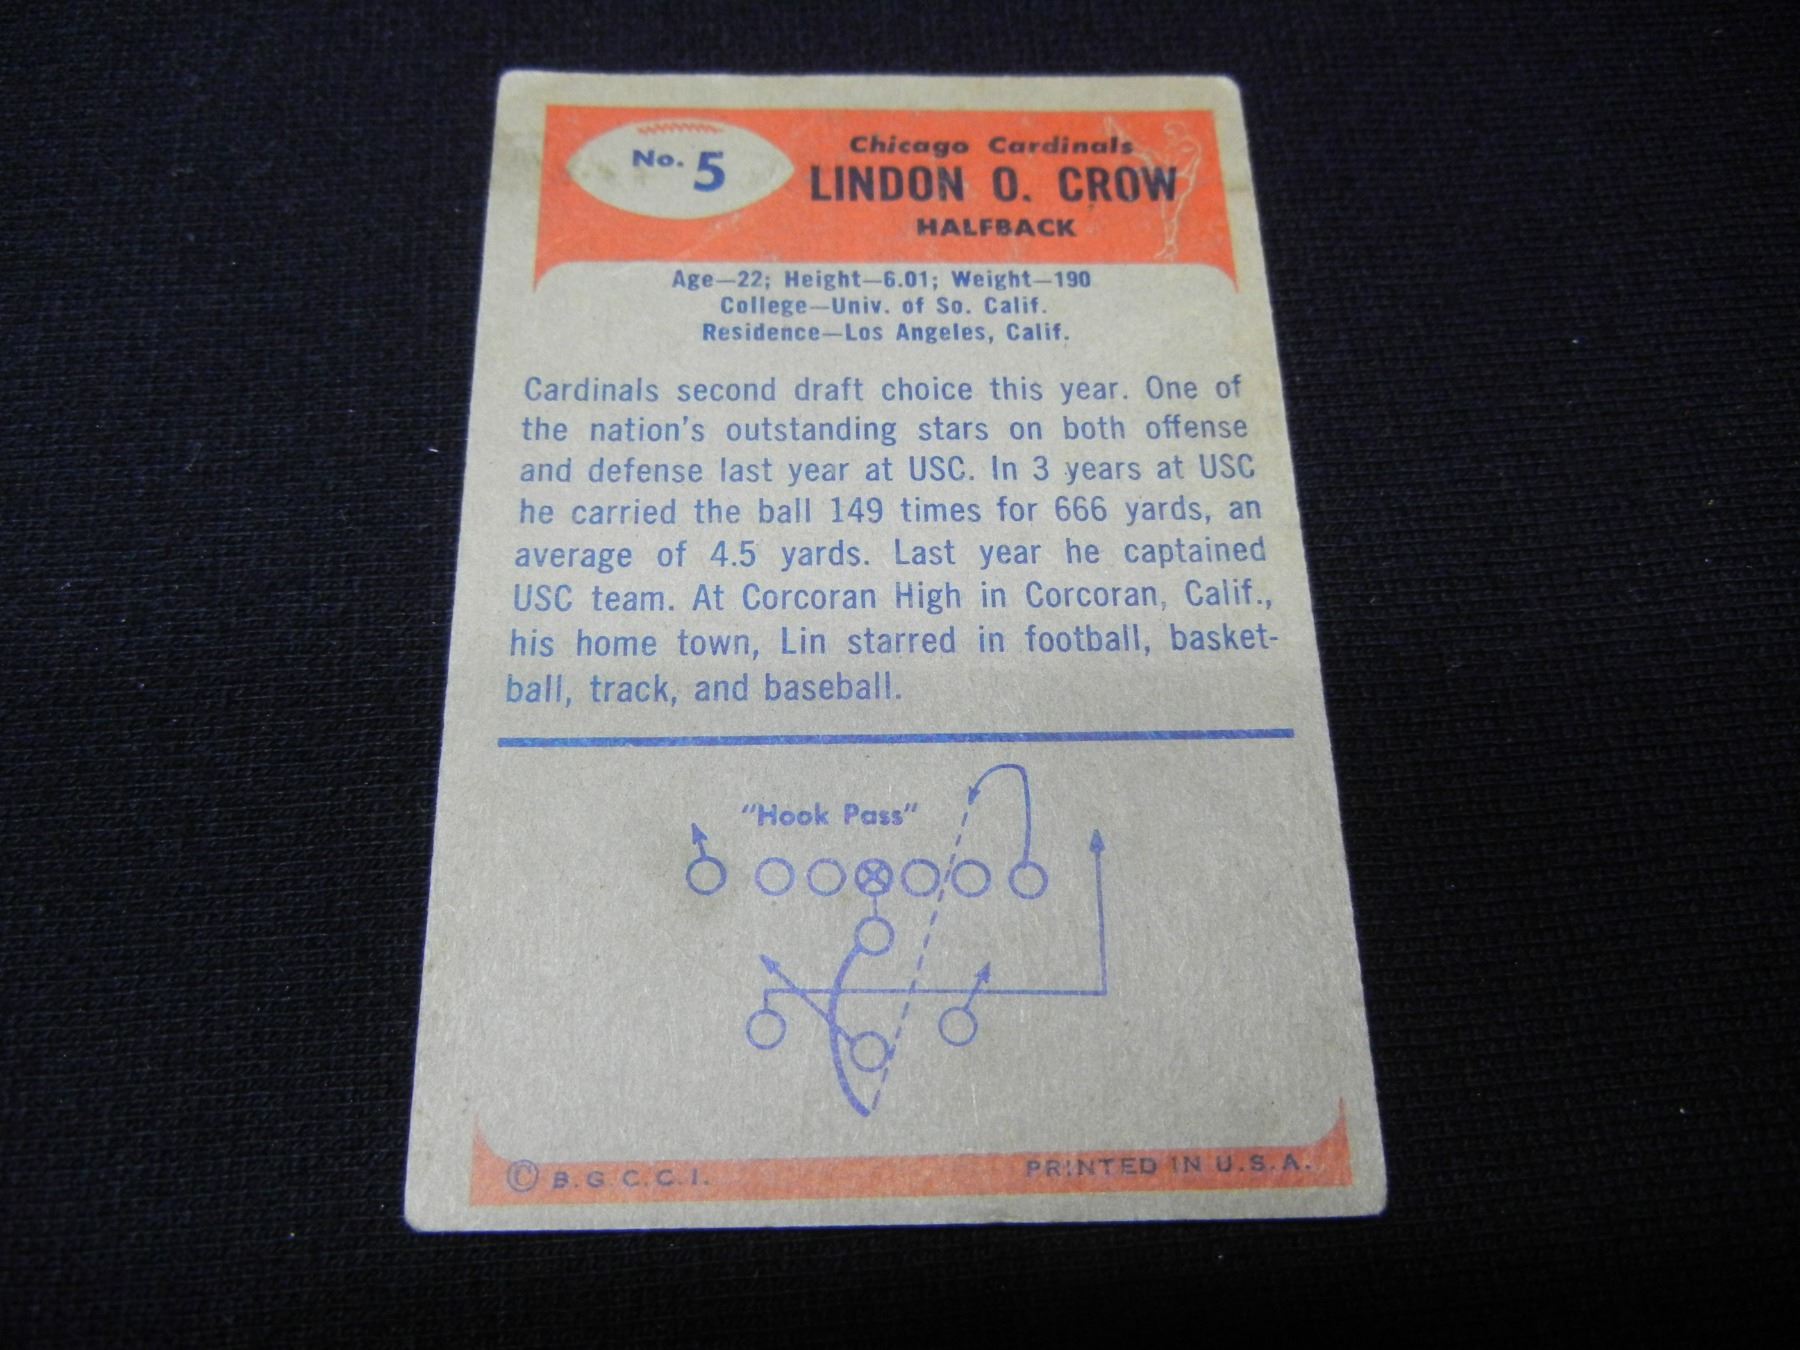 No. 5
Chicago Cardinals
LINDON O. CROW
HALFBACK
Age—22; Height—6.01; Weight—190
College—Univ. of So. Calif.
Residence—Los Angeles, Calif.
Cardinals second draft choice this year. One of
the nation's outstanding stars on both offense
and defense last year at USC. In 3 years at USC
he carried the ball 149 times for 666 yards, an
average of 4.5 yards. Last year he captained
USC team. At Corcoran High in Corcoran, Calif.,
his home town, Lin starred in football, basket-
ball, track, and baseball.
"Hook Pass"
© B.G.C.C.I.
PRINTED IN U.S.A.